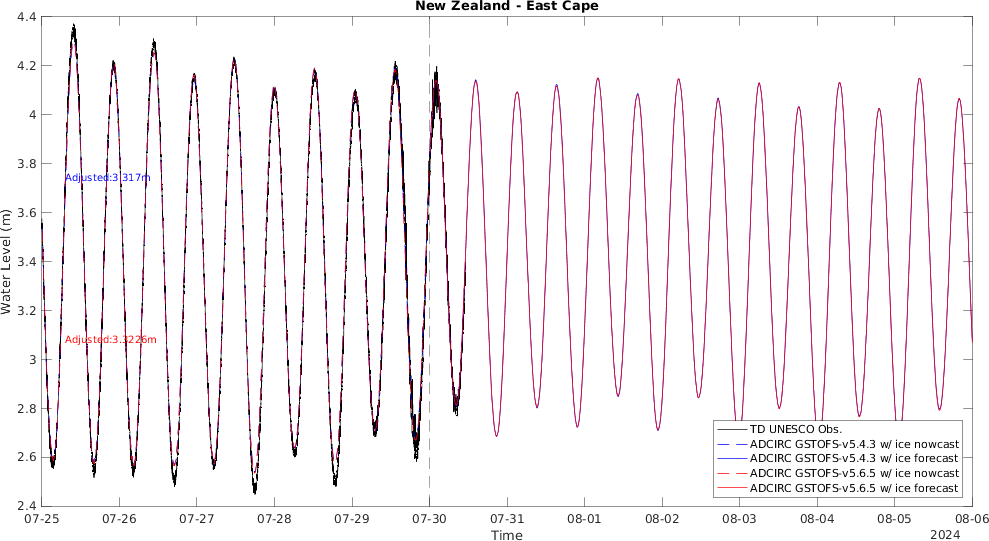 New Zealand - East Cape
4.4
4.2
4
3.8
3.6
3.4
3.2
3
2.8
2.6
2.4
Water Level (m)
Adjusted:3.317m
Adjusted:3.3226m
TD UNESCO Obs.
ADCIRC GSTOFS-v5.4.3 w/ ice nowcast
ADCIRC GSTOFS-v5.4.3 w/ ice forecast
ADCIRC GSTOFS-v5.6.5 w/ ice nowcast
ADCIRC GSTOFS-v5.6.5 w/ ice forecast
07-25 07-26 07-27 07-28 07-29 07-30 07-31 08-01 08-02 08-03 08-04 08-05 08-06
Time
2024